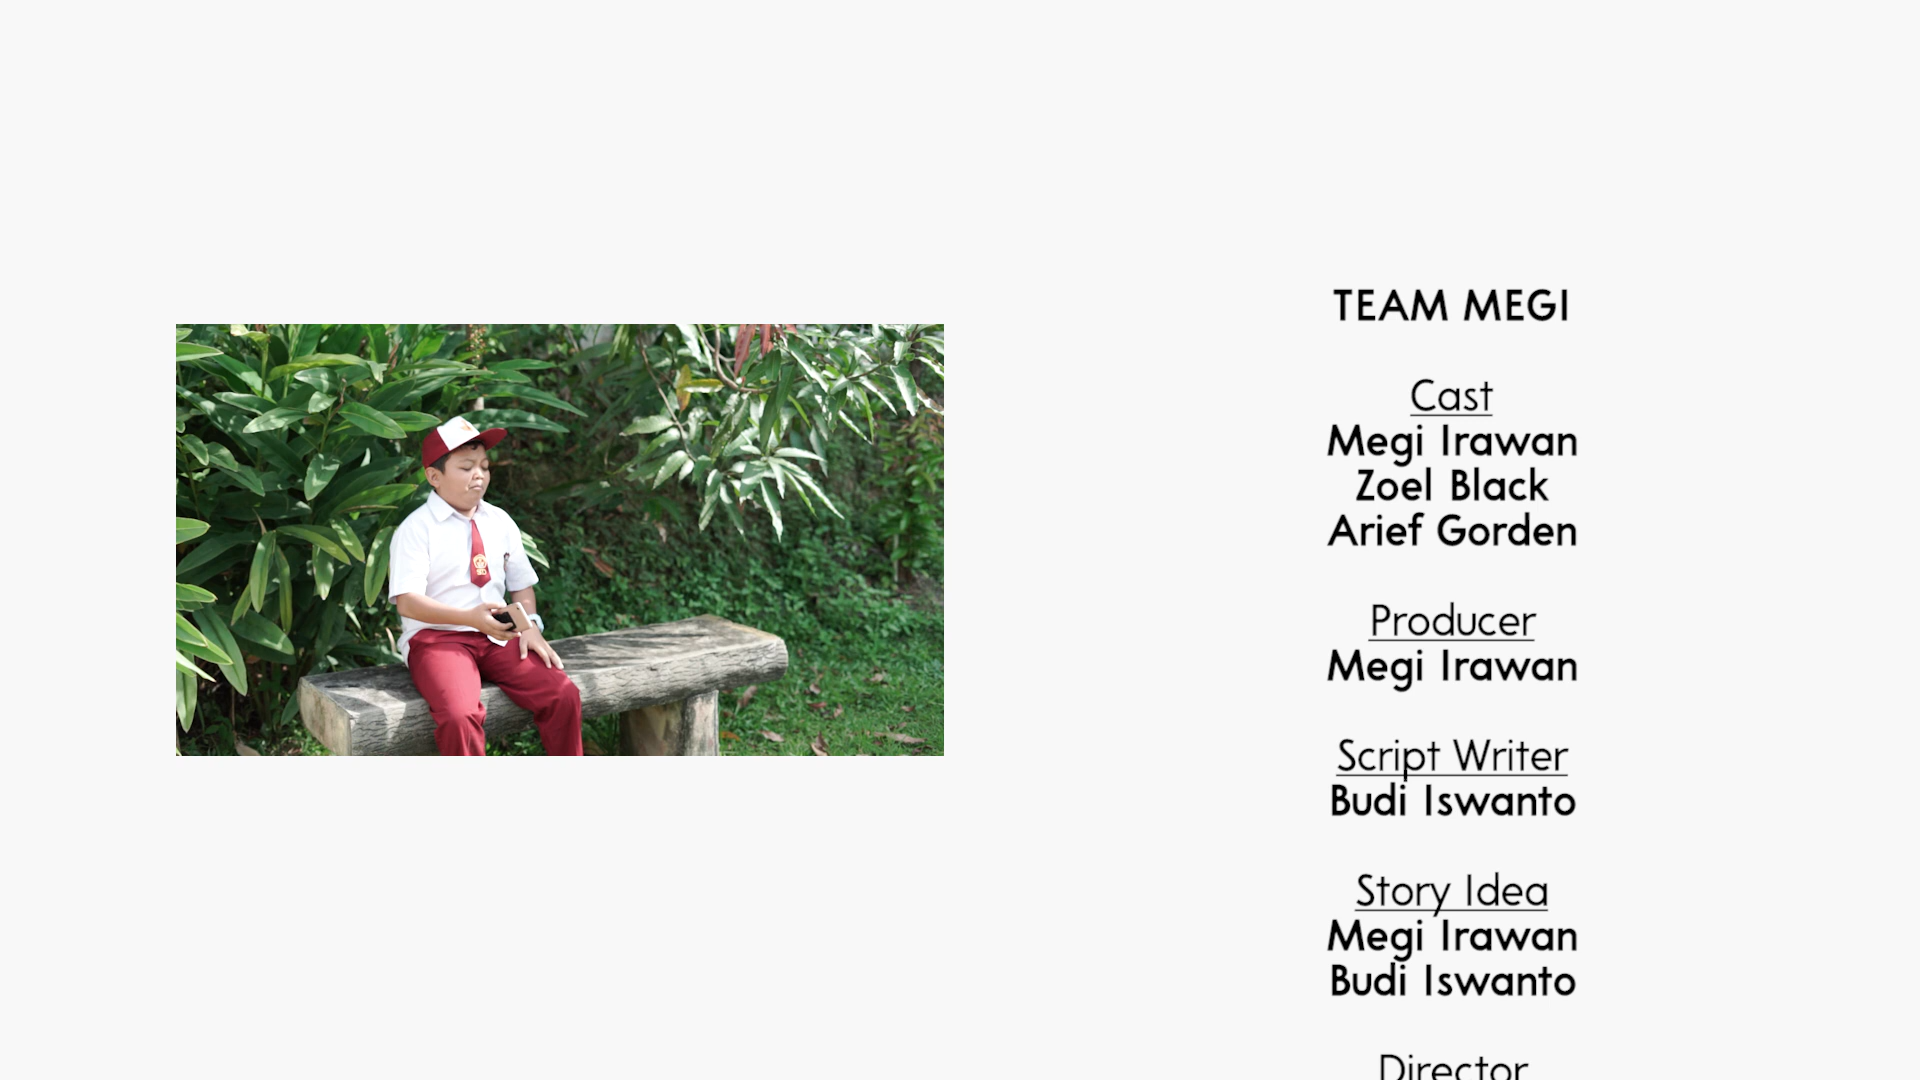 TEAM MEGI
Cast
Megi Irawan
Zoel Black
Arief Gorden
Producer
Megi Irawan
Script Writer
Budi Iswanto
Story Idea
Megi Irawan
Budi Iswanto
Director